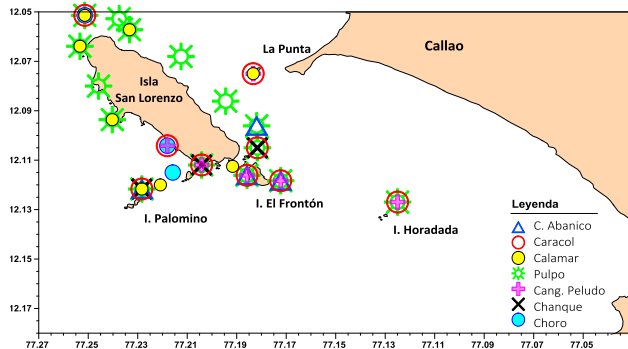 12.05
12.07
12.09
12.11
12.13
12.15
12.17
77.27
77.25
77.23
77.21
77.19
77.17
77.15
77.13
77.11
77.09
77.07
77.05
La Punta
Callao
Isla
San Lorenzo
I. Palomino
I. El Frontón
I. Horadada
Leyenda
C. Abanico
Caracol
Calamar
Pulpo
Cang. Peludo
Chanque
Choro